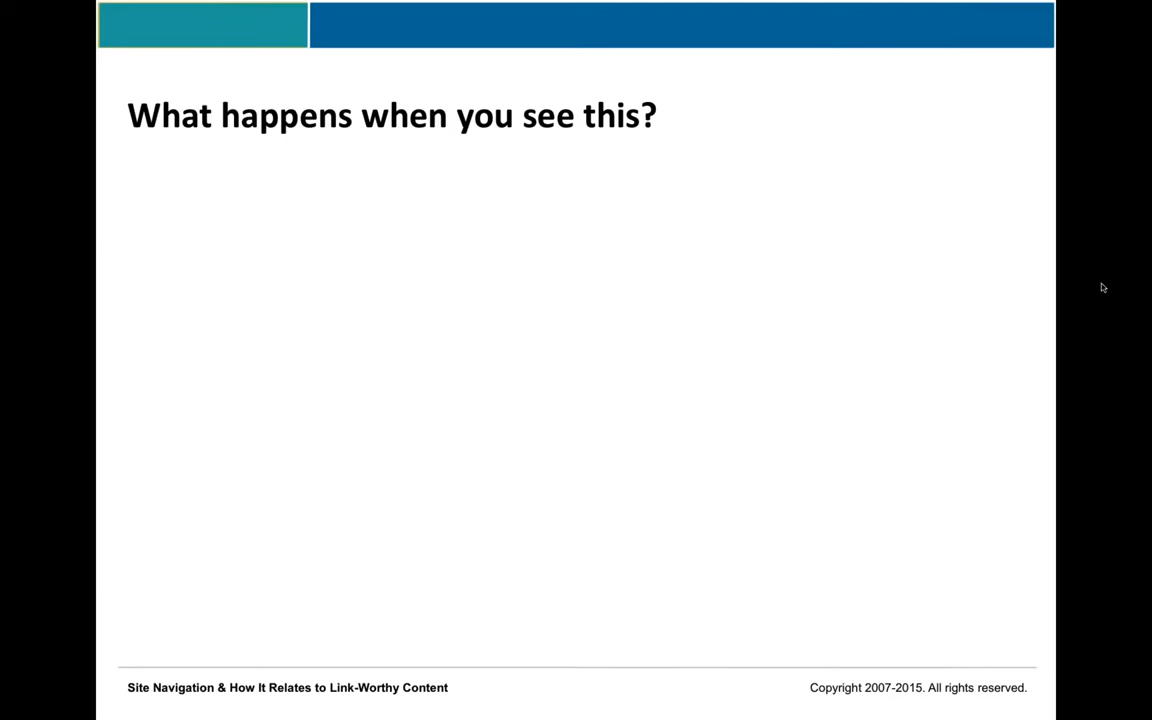 What happens when you see this?
Site Navigation & How It Relates to Link-Worthy Content
Copyright 2007-2015. All rights reserved.